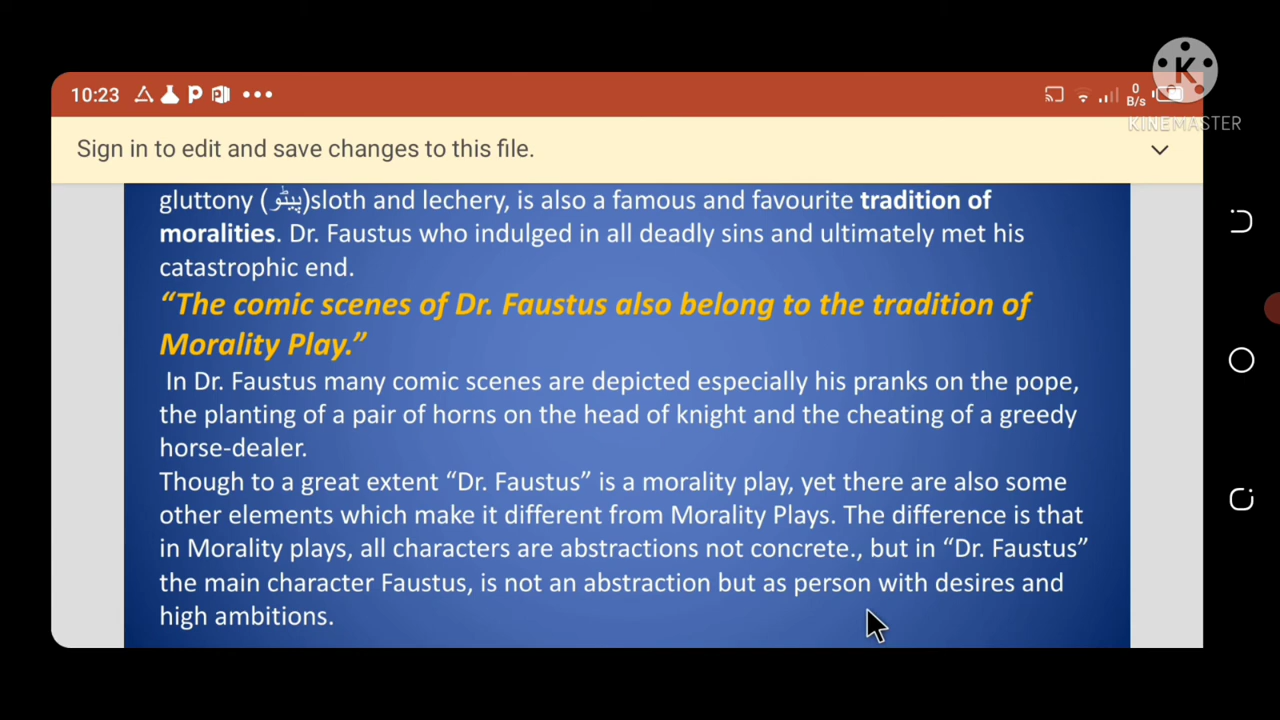 10:23
0
B/s
K
KINEMASTER
Sign in to edit and save changes to this file.
gluttony (پیٹو)sloth and lechery, is also a famous and favourite tradition of
moralities. Dr. Faustus who indulged in all deadly sins and ultimately met his
catastrophic end.
“The comic scenes of Dr. Faustus also belong to the tradition of
Morality Play.”
In Dr. Faustus many comic scenes are depicted especially his pranks on the pope,
the planting of a pair of horns on the head of knight and the cheating of a greedy
horse-dealer.
Though to a great extent “Dr. Faustus” is a morality play, yet there are also some
other elements which make it different from Morality Plays. The difference is that
in Morality plays, all characters are abstractions not concrete., but in “Dr. Faustus”
the main character Faustus, is not an abstraction but as person with desires and
high ambitions.